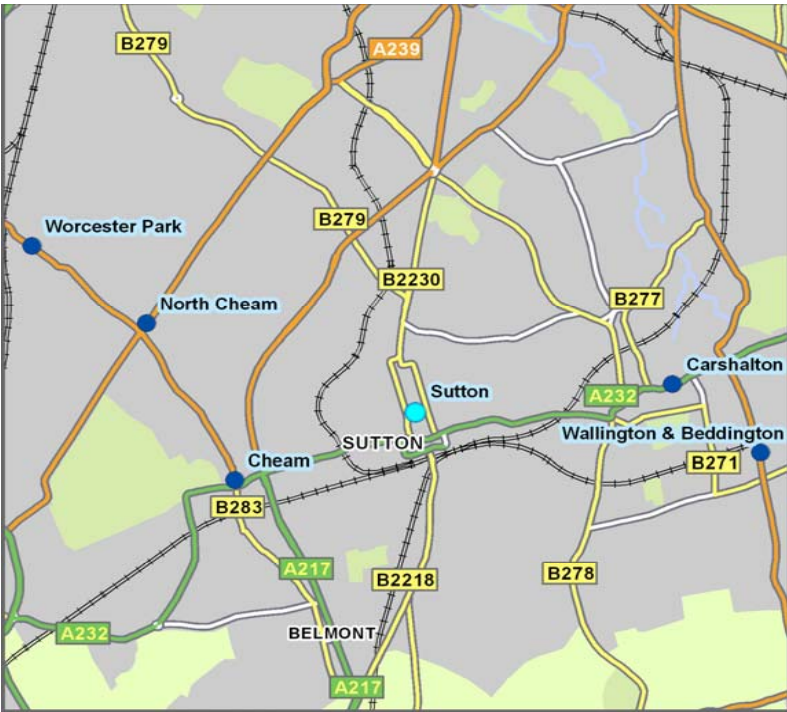 B279
A239
B279
Worcester Park
B2230
North Cheam
B277
Carshalton
Sutton
A232
SUTTON
Wallington & Beddington
Cheam
B271
B283
A217
B2218
B278
A232
BELMONT
A217